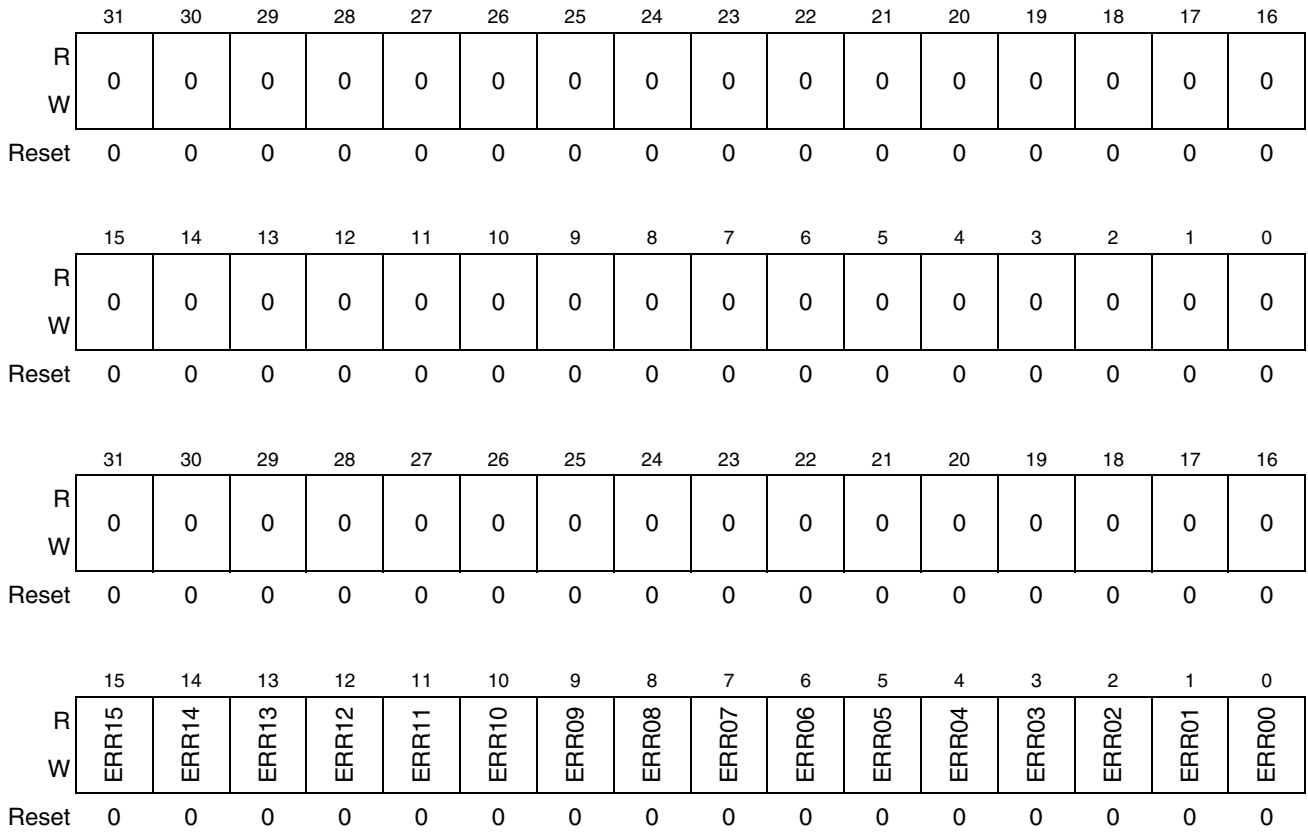 31 30 29 28 27 26 25 24 23 22 21 20 19 18 17 16
R
0 0 0 0 0 0 0 0 0 0 0 0 0 0 0 0
W
Reset 0 0 0 0 0 0 0 0 0 0 0 0 0 0 0 0
15 14 13 12 11 10 9 8 7 6 5 4 3 2 1 0
R
0 0 0 0 0 0 0 0 0 0 0 0 0 0 0 0
W
Reset 0 0 0 0 0 0 0 0 0 0 0 0 0 0 0 0
31 30 29 28 27 26 25 24 23 22 21 20 19 18 17 16
R
0 0 0 0 0 0 0 0 0 0 0 0 0 0 0 0
W
Reset 0 0 0 0 0 0 0 0 0 0 0 0 0 0 0 0
15 14 13 12 11 10 9 8 7 6 5 4 3 2 1 0
R
ERR15 ERR14 ERR13 ERR12 ERR11 ERR10 ERR09 ERR08 ERR07 ERR06 ERR05 ERR04 ERR03 ERR02 ERR01 ERR00
W
Reset 0 0 0 0 0 0 0 0 0 0 0 0 0 0 0 0